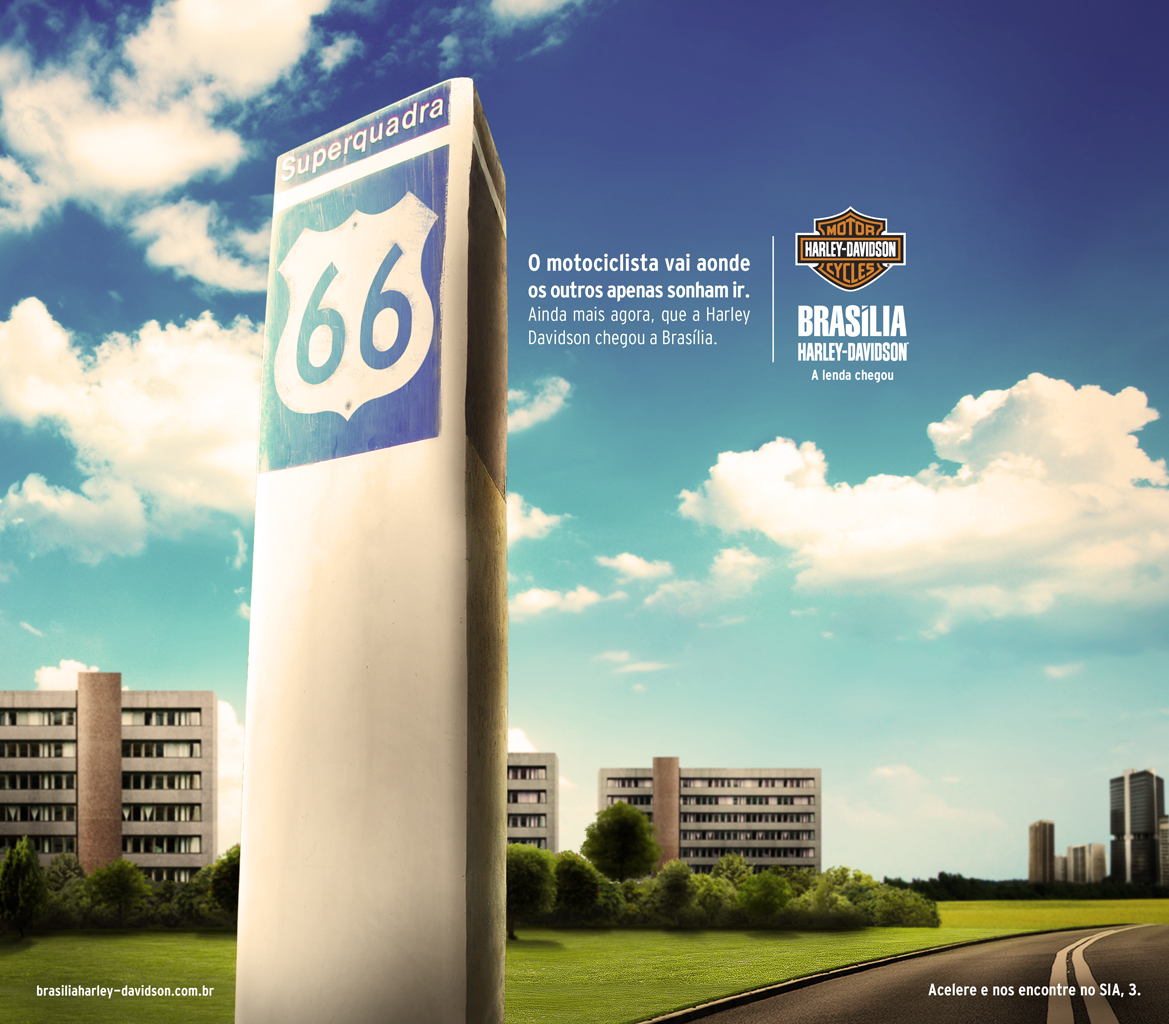 Superquadra
66
O motociclista vai aonde
os outros apenas sonham ir.
Ainda mais agora, que a Harley
Davidson chegou a Brasília.
MOTOR
HARLEY-DAVIDSON
CYCLES
BRASÍLIA
HARLEY-DAVIDSON
A lenda chegou
brasiliaharley-davidson.com.br
Acelere e nos encontre no SIA, 3.